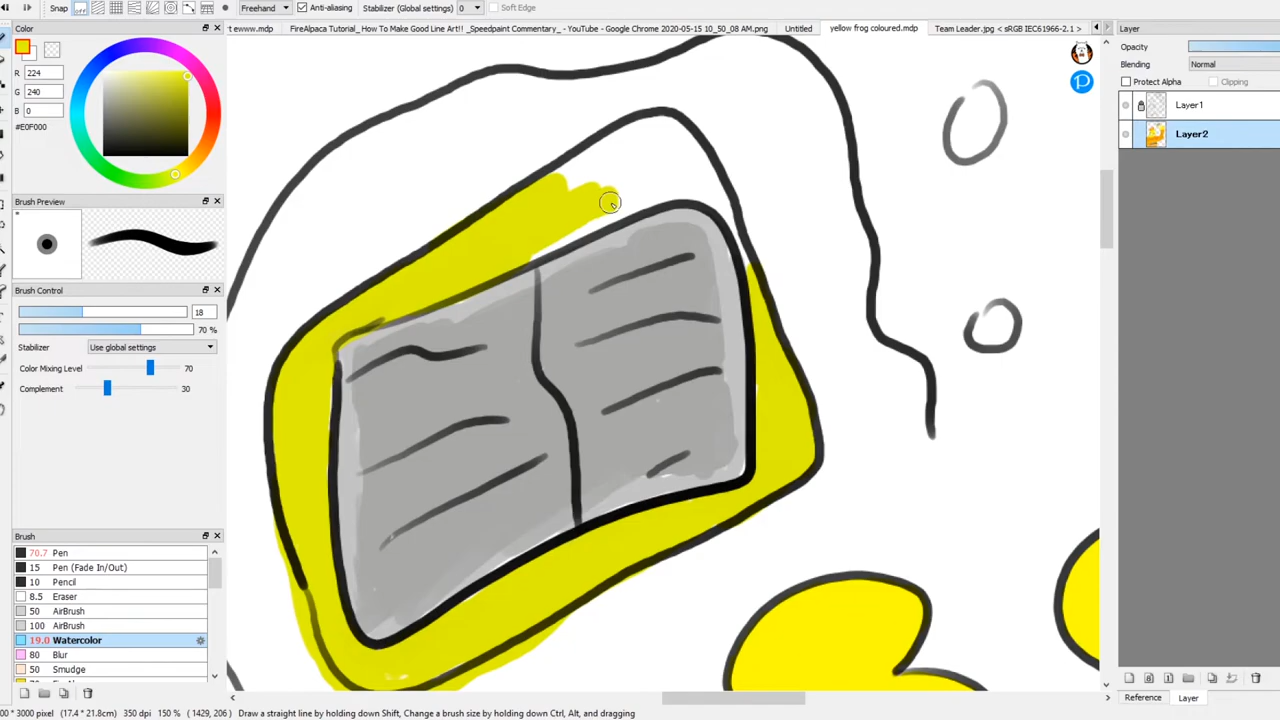 Snap
Freehand
Anti-aliasing
Stabilizer (Global settings)
0
Soft Edge
Color
t ewww.mdp
FireAlpaca Tutorial_ How To Make Good Line Art!! _Speedpaint Commentary_ - YouTube - Google Chrome 2020-05-15 10_50_08 AM.png
Untitled
yellow frog coloured.mdp
Team Leader.jpg < sRGB IEC61966-2.1 >
Layer
Opacity
Blending
Normal
Protect Alpha
Clipping
R
224
G
240
B
0
#E0F000
Layer1
Layer2
Brush Preview
Brush Control
18
70 %
Stabilizer
Use global settings
Color Mixing Level
70
Complement
30
Brush
70.7 Pen
15 Pen (Fade In/Out)
10 Pencil
8.5 Eraser
50 AirBrush
100 AirBrush
19.0 Watercolor
80 Blur
50 Smudge
Reference
Layer
00 * 3000 pixel (17.4 * 21.8cm) 350 dpi 150 % ( 1429, 206) Draw a straight line by holding down Shift, Change a brush size by holding down Ctrl, Alt, and dragging